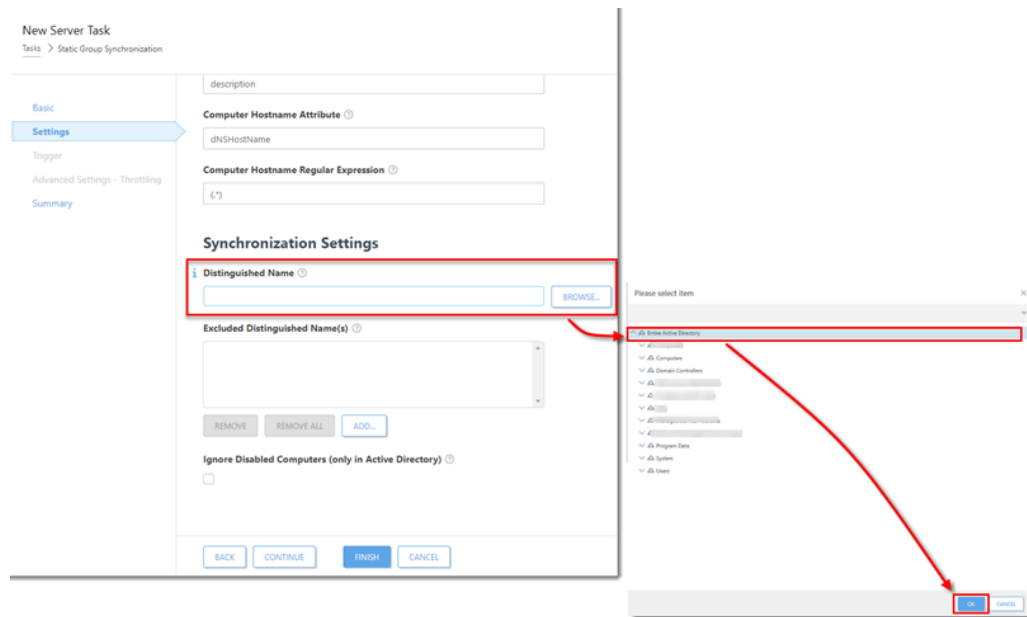 New Server Task
Tasks > Static Group Synchronization
Basic
Settings
Trigger
Advanced Settings - Throttling
Summary
description
Computer Hostname Attribute
dNSHostName
Computer Hostname Regular Expression
(.*)
Synchronization Settings
Distinguished Name
BROWSE...
Excluded Distinguished Name(s)
REMOVE REMOVE ALL ADD...
Ignore Disabled Computers (only in Active Directory)
BACK CONTINUE FINISH CANCEL
Please select item
Entire Active Directory
Computers
Domain Controllers
Program Data
System
Users
OK CANCEL